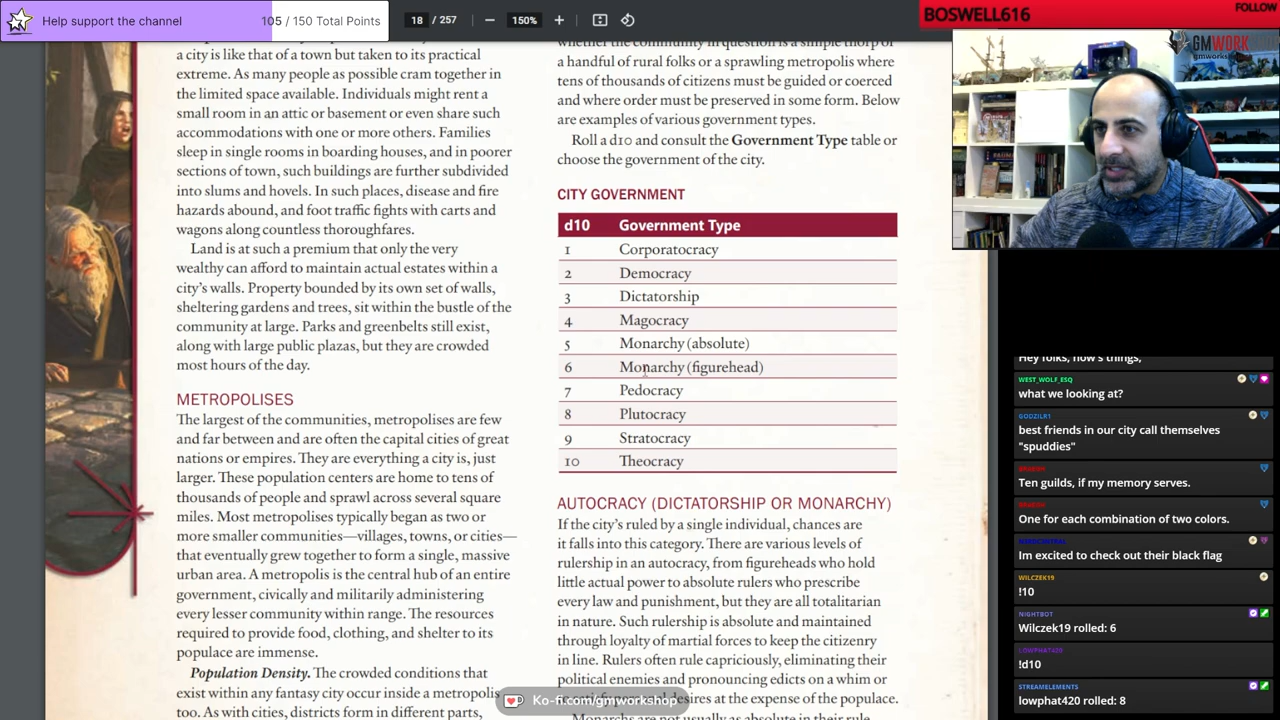 Help support the channel
105 / 150 Total Points
18 / 257
150%
BOSWELL616
FOLLOW
GMWORK
a city is like that of a town but taken to its practical
extreme. As many people as possible cram together in
the limited space available. Individuals might rent a
small room in an attic or basement or even share such
accommodations with one or more others. Families
sleep in single rooms in boarding houses, and in poorer
sections of town, such buildings are further subdivided
into slums and hovels. In such places, disease and fire
hazards abound, and foot traffic fights with carts and
wagons along countless thoroughfares.
Land is at such a premium that only the very
wealthy can afford to maintain actual estates within a
city's walls. Property bounded by its own set of walls,
sheltering gardens and trees, sit within the bustle of the
community at large. Parks and greenbelts still exist,
along with large public plazas, but they are crowded
most hours of the day.
METROPOLISES
The largest of the communities, metropolises are few
and far between and are often the capital cities of great
nations or empires. They are everything a city is, just
larger. These population centers are home to tens of
thousands of people and sprawl across several square
miles. Most metropolises typically began as two or
more smaller communities—villages, towns, or cities—
that eventually grew together to form a single, massive
urban area. A metropolis is the central hub of an entire
government, civically and militarily administering
every lesser community within range. The resources
required to provide food, clothing, and shelter to its
populace are immense.
Population Density. The crowded conditions that
exist within any fantasy city occur inside a metropolis
too. As with cities, districts form in different parts,
whether the community in question is a simple thorp of
a handful of rural folks or a sprawling metropolis where
tens of thousands of citizens must be guided or coerced
and where order must be preserved in some form. Below
are examples of various government types.
Roll a d10 and consult the Government Type table or
choose the government of the city.
CITY GOVERNMENT
d10 Government Type
1 Corporatocracy
2 Democracy
3 Dictatorship
4 Magocracy
5 Monarchy (absolute)
6 Monarchy (figurehead)
7 Pedocracy
8 Plutocracy
9 Stratocracy
10 Theocracy
AUTOCRACY (DICTATORSHIP OR MONARCHY)
If the city's ruled by a single individual, chances are
it falls into this category. There are various levels of
rulership in an autocracy, from figureheads who hold
little actual power to absolute rulers who prescribe
every law and punishment, but they are all totalitarian
in nature. Such rulership is absolute and maintained
through loyalty of martial forces to keep the citizenry
in line. Rulers often rule capriciously, eliminating their
political enemies and pronouncing edicts on a whim or
desires at the expense of the populace.
Monarchs are not usually as absolute in their rule
Ko-fi.com/gmworkshop
Hey folks, how's things,
WEST_WOLF_ESQ
what we looking at?
GODZILR1
best friends in our city call themselves
"spuddies"
Ten guilds, if my memory serves.
One for each combination of two colors.
Im excited to check out their black flag
WILCZEK19
!10
NIGHTBOT
Wilczek19 rolled: 6
LOWPHAT420
!d10
STREAMELEMENTS
lowphat420 rolled: 8